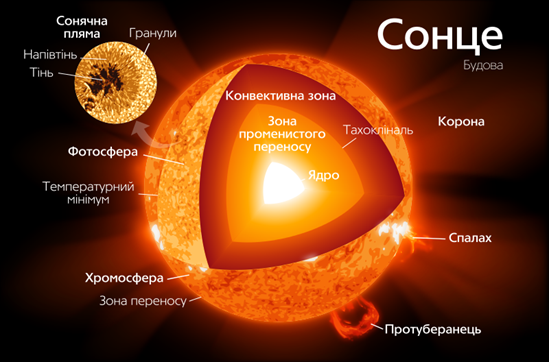 Сонце
Будова
Сонячна
пляма
Гранули
Напівтінь
Тінь
Конвективна зона
Зона
променистого
переносу
Тахокліналь
Корона
Фотосфера
Ядро
Температурний
мінімум
Спалах
Хромосфера
Зона переносу
Протуберанець